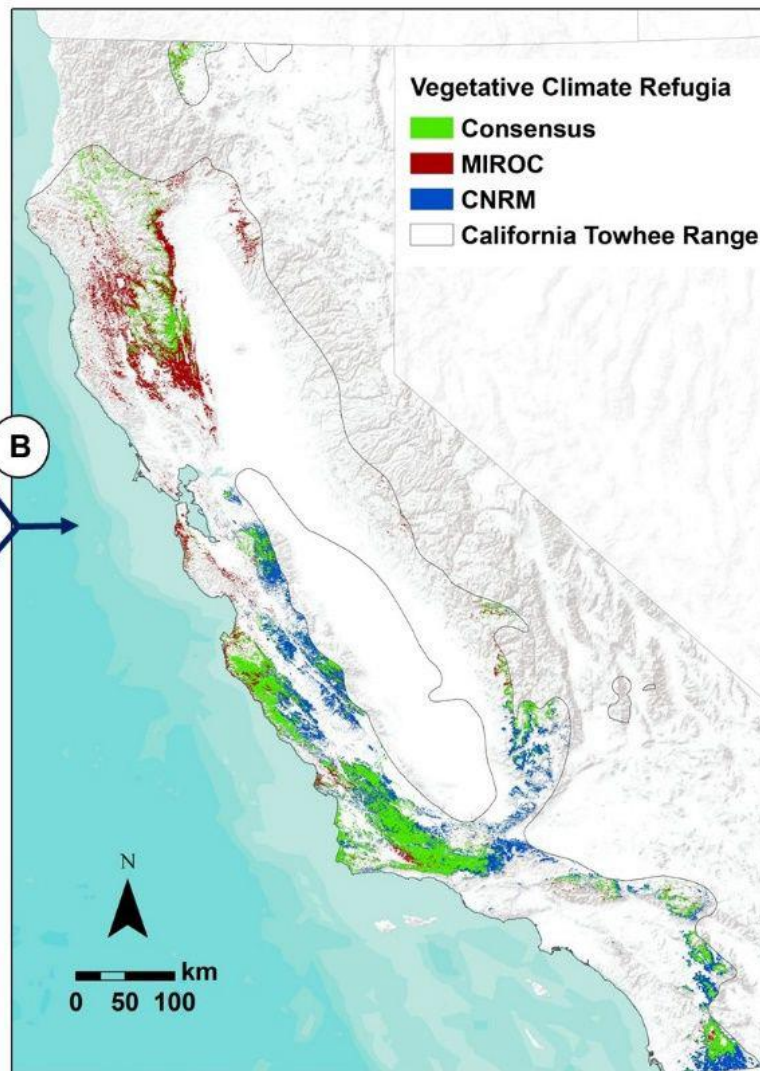 Vegetative Climate Refugia
Consensus
MIROC
CNRM
California Towhee Range
B
N
km
0 50 100